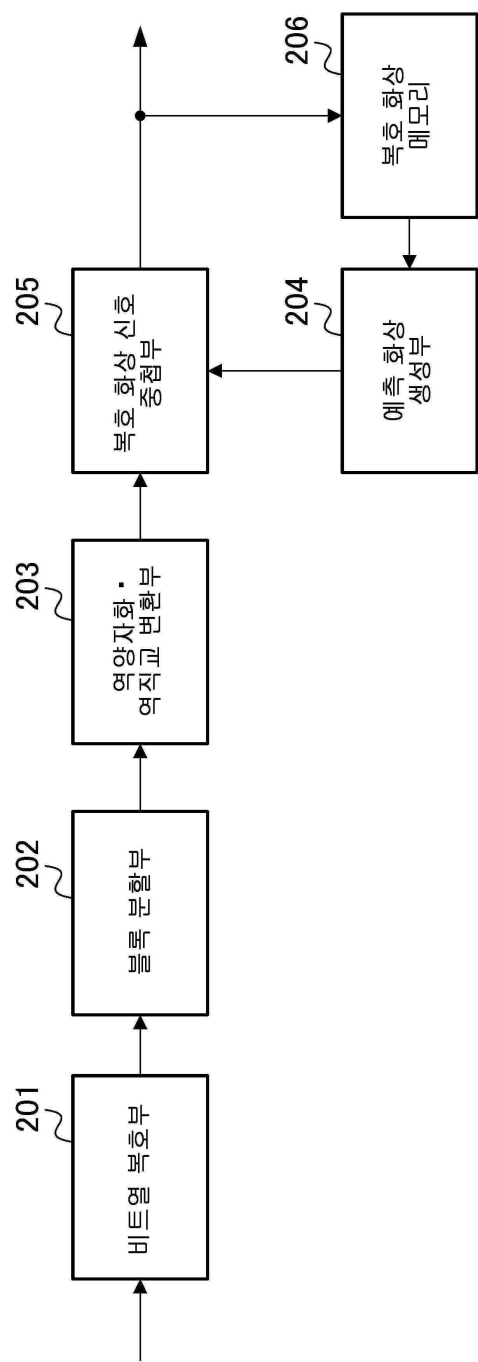 201
비트열 복호부
202
블록 분할부
203
역양자화 ·
역직교 변환부
205
복호 화상 신호
중첩부
204
예측 화상
생성부
206
복호 화상
메모리